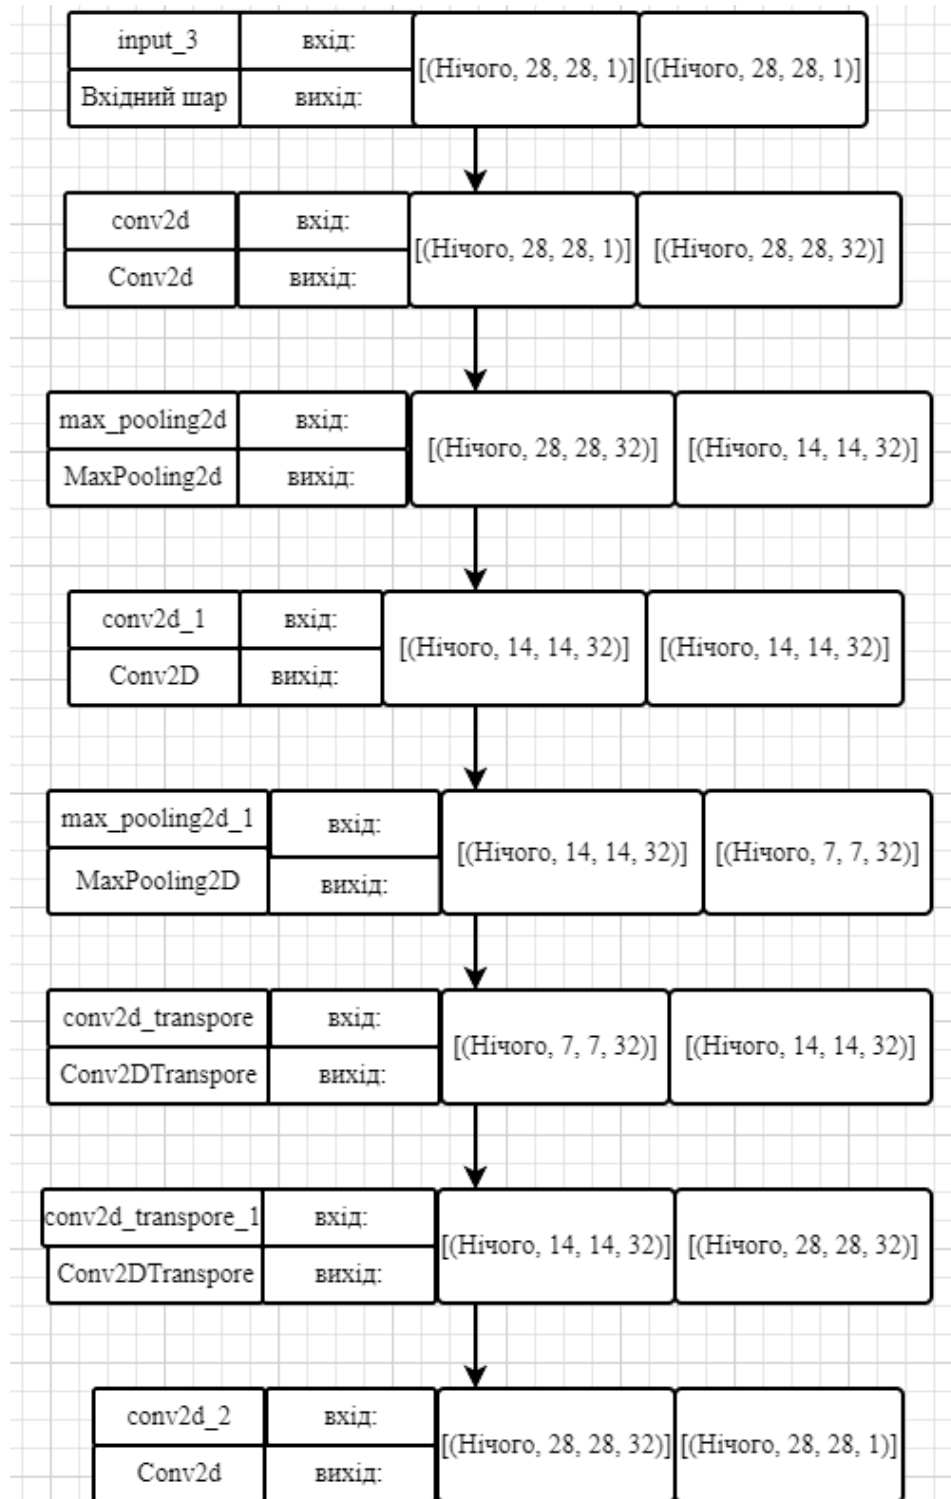 input_3
вхід:
[(Нічого, 28, 28, 1)]
[(Нічого, 28, 28, 1)]
Вхідний шар
вихід:
conv2d
вхід:
[(Нічого, 28, 28, 1)]
[(Нічого, 28, 28, 32)]
Conv2d
вихід:
max_pooling2d
вхід:
[(Нічого, 28, 28, 32)]
[(Нічого, 14, 14, 32)]
MaxPooling2d
вихід:
conv2d_1
вхід:
[(Нічого, 14, 14, 32)]
[(Нічого, 14, 14, 32)]
Conv2D
вихід:
max_pooling2d_1
вхід:
[(Нічого, 14, 14, 32)]
[(Нічого, 7, 7, 32)]
MaxPooling2D
вихід:
conv2d_transpore
вхід:
[(Нічого, 7, 7, 32)]
[(Нічого, 14, 14, 32)]
Conv2DTranspore
вихід:
conv2d_transpore_1
вхід:
[(Нічого, 14, 14, 32)]
[(Нічого, 28, 28, 32)]
Conv2DTranspore
вихід:
conv2d_2
вхід:
[(Нічого, 28, 28, 32)]
[(Нічого, 28, 28, 1)]
Conv2d
вихід: